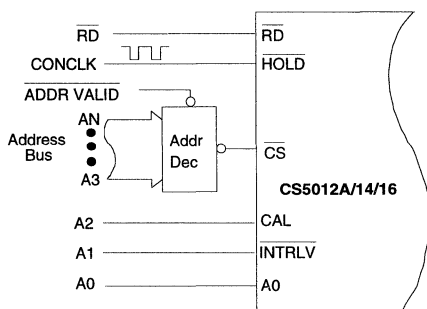 RD RD
CONCLK HOLD
ADDR VALID
AN
Address
Bus
Addr
Dec
A3
CS
CS5012A/14/16
A2 CAL
A1 INTRLV
A0 A0